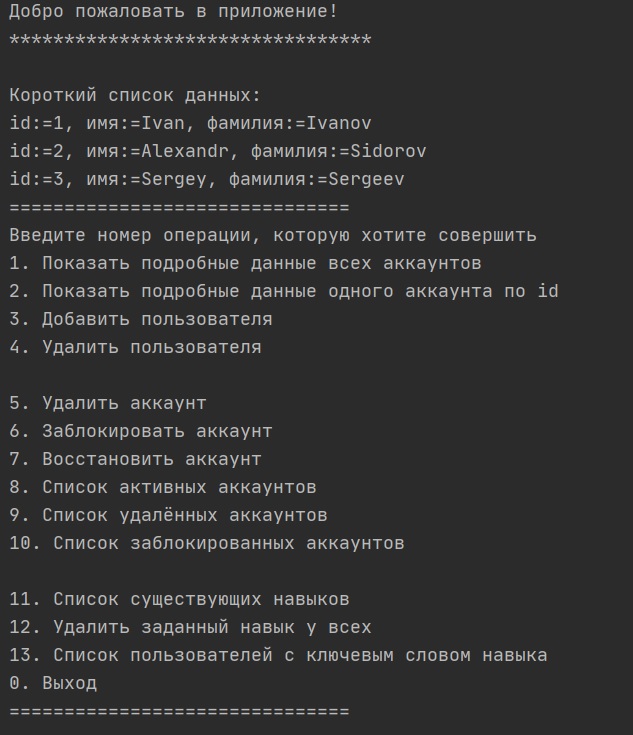 Добро пожаловать в приложение!
*********************************
Короткий список данных:
id:=1, имя:=Ivan, фамилия:=Ivanov
id:=2, имя:=Alexandr, фамилия:=Sidorov
id:=3, имя:=Sergey, фамилия:=Sergeev
===============================
Введите номер операции, которую хотите совершить
1. Показать подробные данные всех аккаунтов
2. Показать подробные данные одного аккаунта по id
3. Добавить пользователя
4. Удалить пользователя
5. Удалить аккаунт
6. Заблокировать аккаунт
7. Восстановить аккаунт
8. Список активных аккаунтов
9. Список удалённых аккаунтов
10. Список заблокированных аккаунтов
11. Список существующих навыков
12. Удалить заданный навык у всех
13. Список пользователей с ключевым словом навыка
0. Выход
===============================